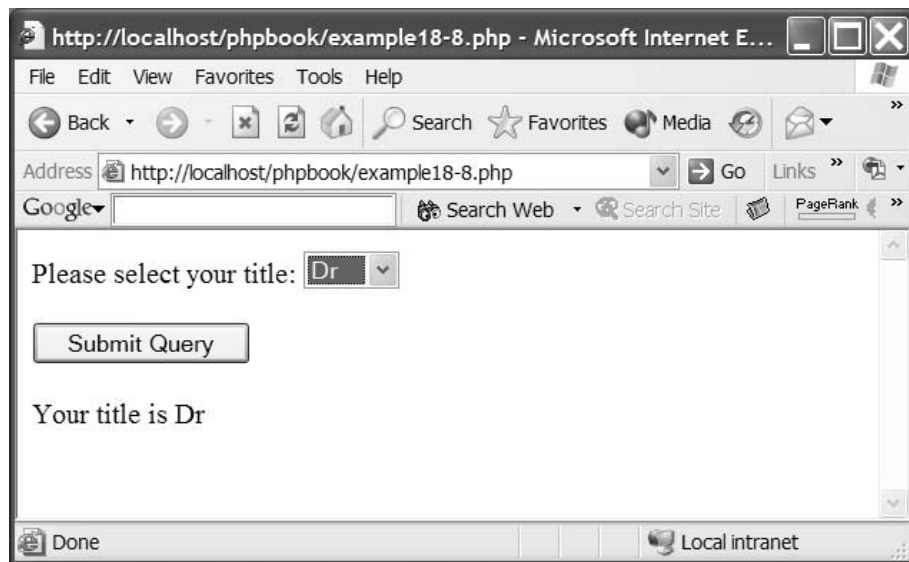 http://localhost/phpbook/example18-8.php - Microsoft Internet E...
File Edit View Favorites Tools Help
Back Search Favorites Media »
Address http://localhost/phpbook/example18-8.php Go Links »
Google Search Web Search Site PageRank »
Please select your title: Dr
Submit Query
Your title is Dr
Done Local intranet